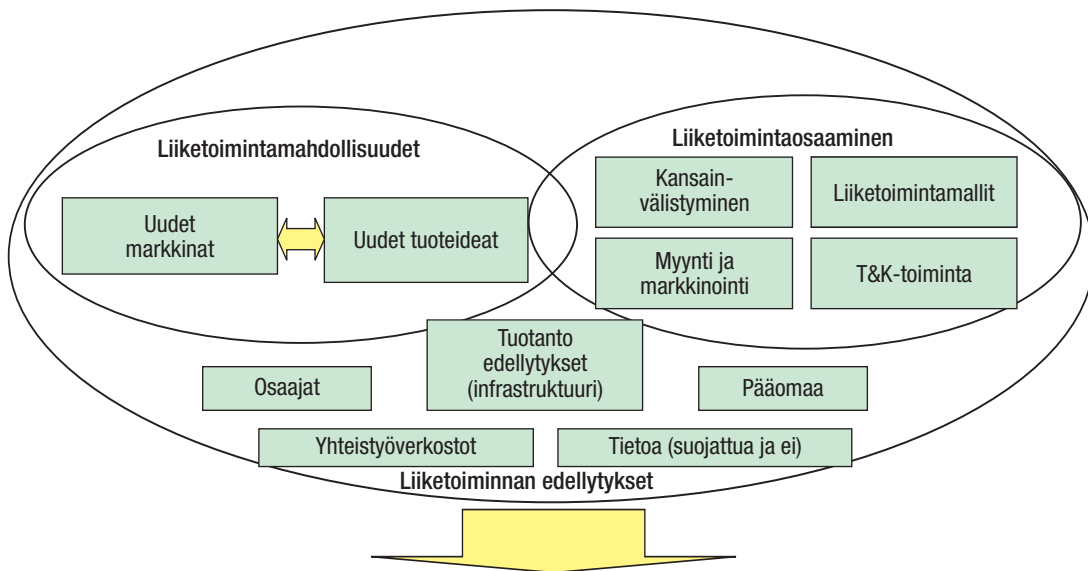 Liiketoimintamahdollisuudet
Uudet
markkinat
Uudet tuoteideat
Liiketoimintaosaaminen
Kansain-
välistyminen
Liiketoimintamallit
Myynti ja
markkinointi
T&K-toiminta
Tuotanto
edellytykset
(infrastruktuuri)
Osaajat
Pääomaa
Yhteistyöverkostot
Tietoa (suojattua ja ei)
Liiketoiminnan edellytykset